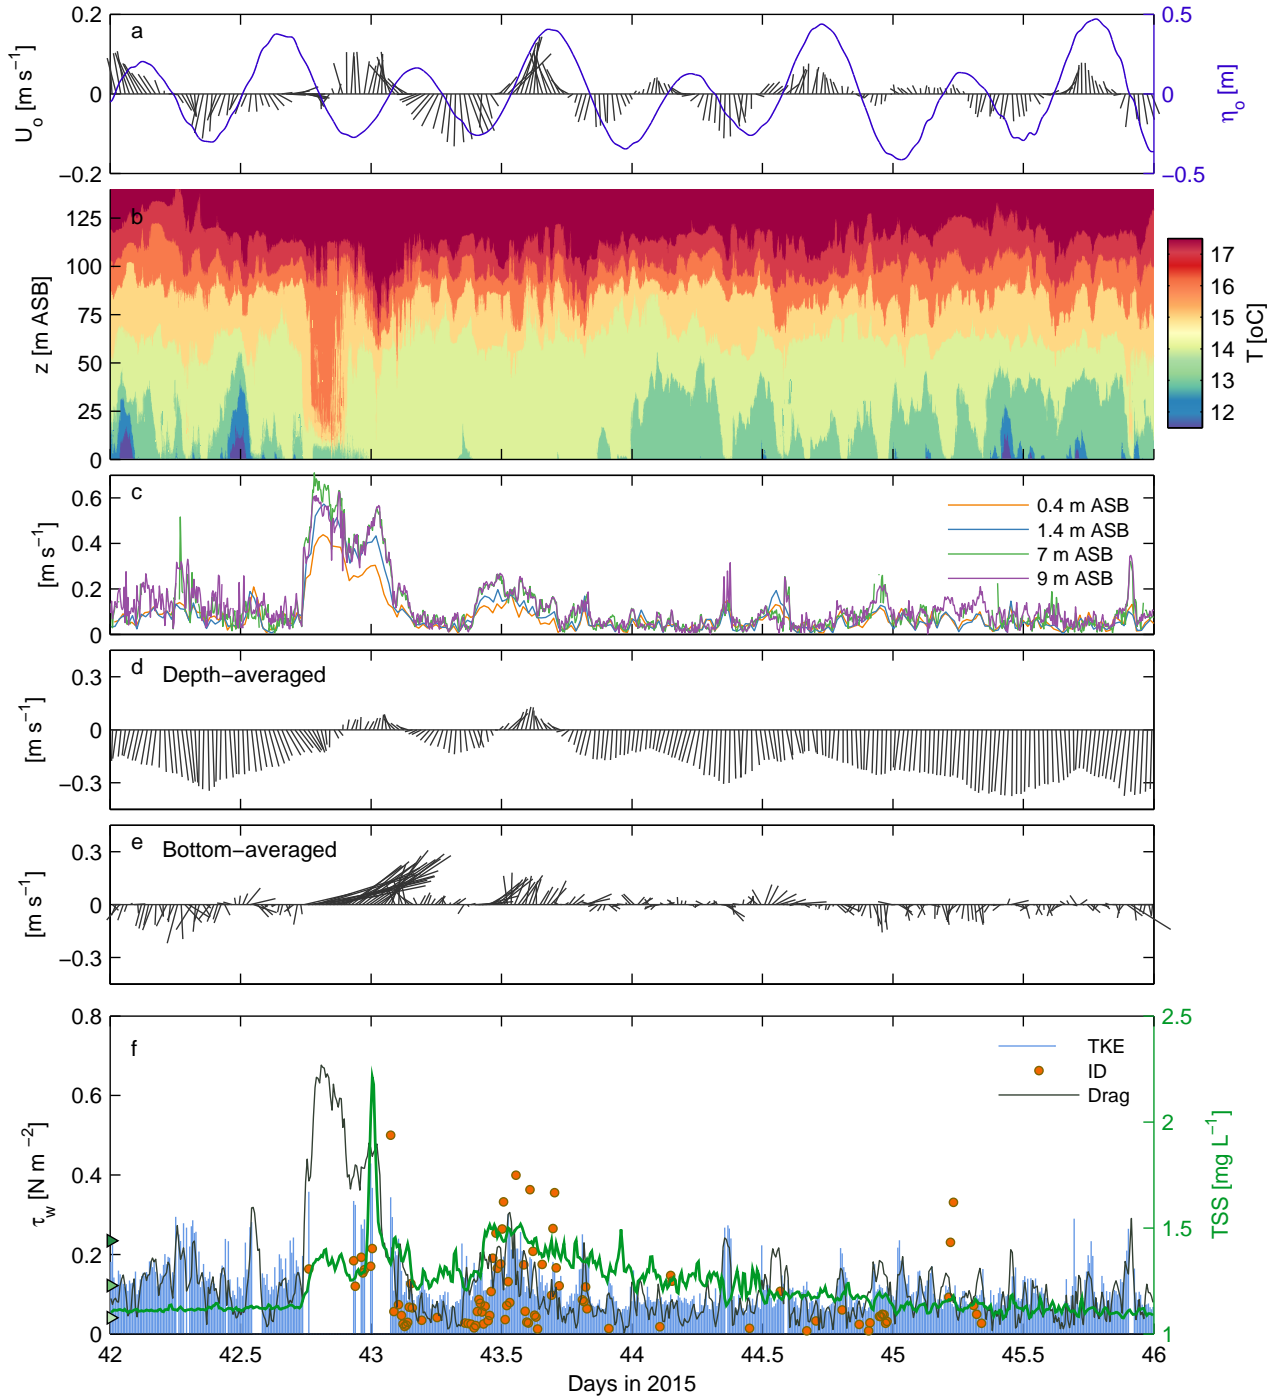 0.2
0
−0.2
U_o [m s⁻¹]
a
0.5
0
−0.5
η_o [m]
125
100
75
50
25
0
z [m ASB]
b
17
16
15
14
13
12
T [oC]
0.6
0.4
0.2
0
[m s⁻¹]
c
0.4 m ASB
1.4 m ASB
7 m ASB
9 m ASB
0.3
0
−0.3
[m s⁻¹]
d
Depth−averaged
0.3
0
−0.3
[m s⁻¹]
e
Bottom−averaged
0.8
0.6
0.4
0.2
0
τ_w [N m⁻²]
f
TKE
ID
Drag
2.5
2
1.5
1
TSS [mg L⁻¹]
42
42.5
43
43.5
44
44.5
45
45.5
46
Days in 2015